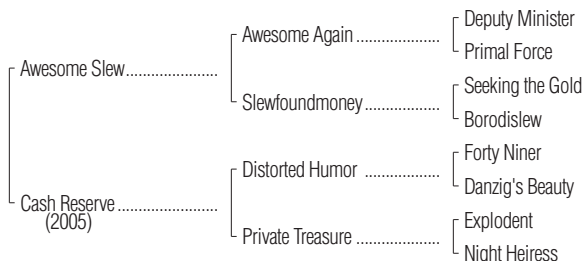 Deputy Minister
Awesome Again
Primal Force
Awesome Slew
Seeking the Gold
Slewfoundmoney
Borodislew
Forty Niner
Distorted Humor
Danzig's Beauty
Cash Reserve
(2005)
Explodent
Private Treasure
Night Heiress